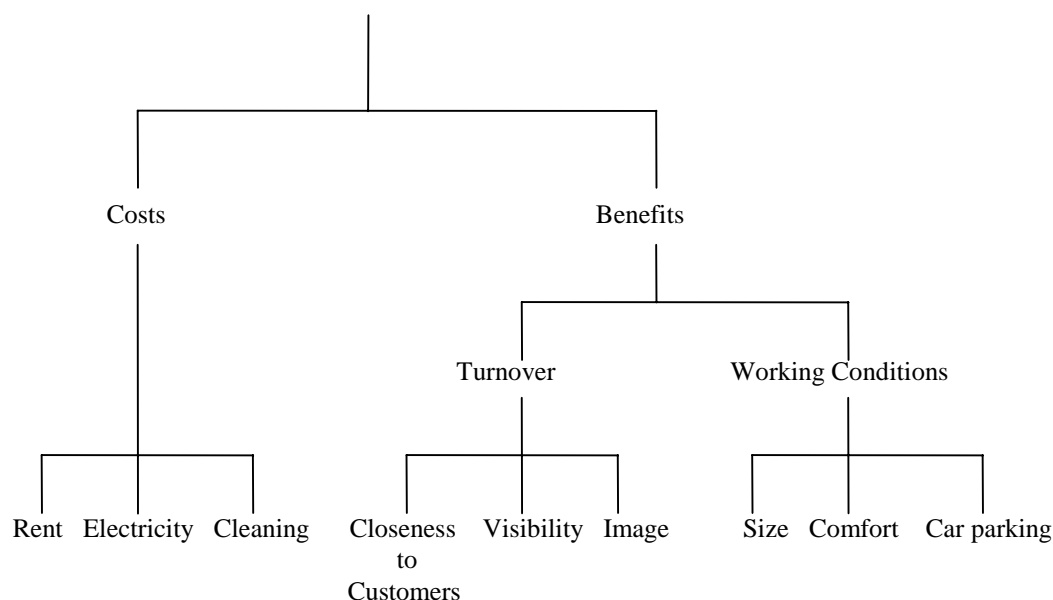 Costs
Benefits
Turnover
Working Conditions
Rent
Electricity
Cleaning
Closeness
to
Customers
Visibility
Image
Size
Comfort
Car parking